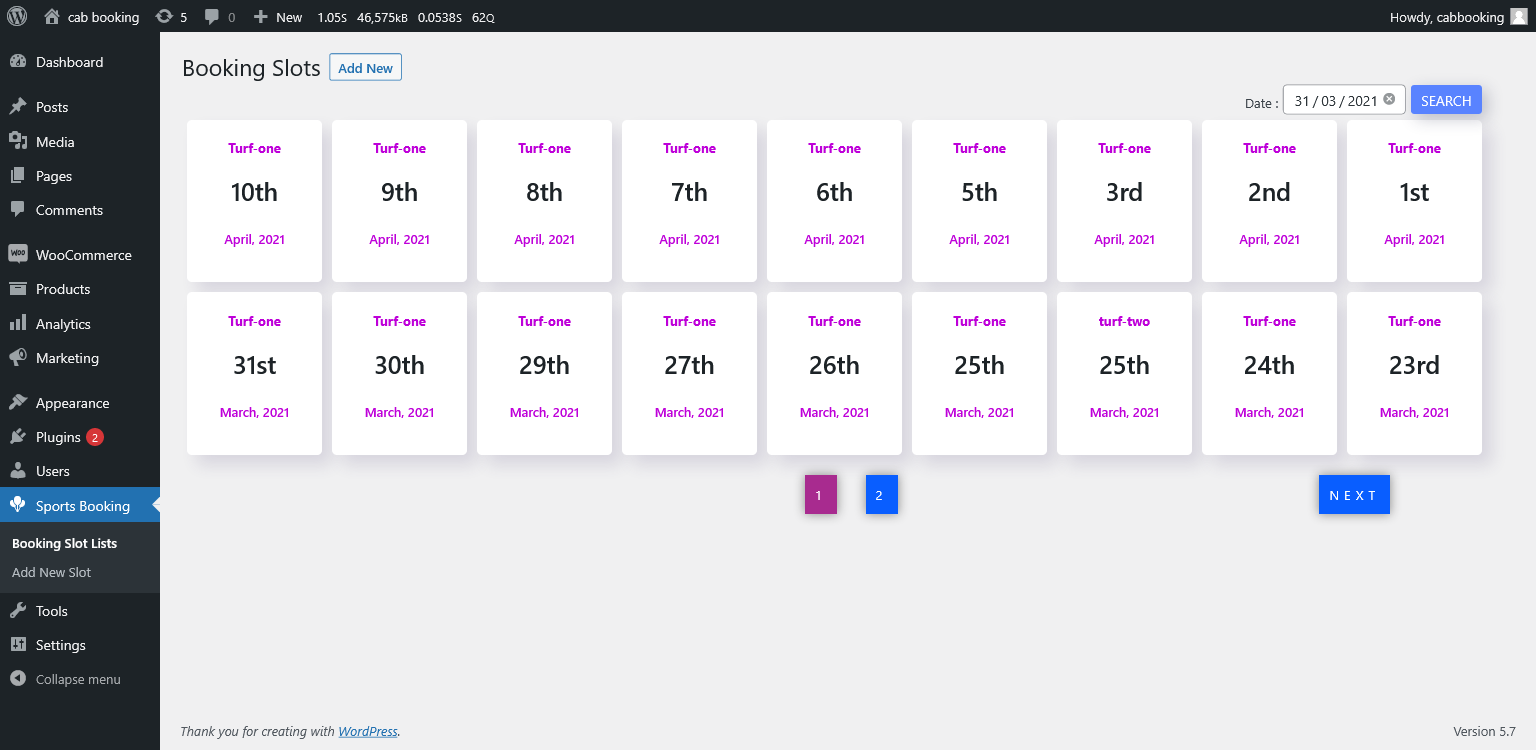 cab booking 5 0 New 1.05S 46,575KB 0.0538S 62Q Howdy, cabbooking
Dashboard
Posts
Media
Pages
Comments
WooCommerce
Products
Analytics
Marketing
Appearance
Plugins 2
Users
Sports Booking
Booking Slot Lists
Add New Slot
Tools
Settings
Collapse menu
Booking Slots Add New
Date : 31 / 03 / 2021 SEARCH
Turf-one Turf-one Turf-one Turf-one Turf-one Turf-one Turf-one Turf-one Turf-one
10th 9th 8th 7th 6th 5th 3rd 2nd 1st
April, 2021 April, 2021 April, 2021 April, 2021 April, 2021 April, 2021 April, 2021 April, 2021 April, 2021
Turf-one Turf-one Turf-one Turf-one Turf-one Turf-one turf-two Turf-one Turf-one
31st 30th 29th 27th 26th 25th 25th 24th 23rd
March, 2021 March, 2021 March, 2021 March, 2021 March, 2021 March, 2021 March, 2021 March, 2021 March, 2021
1 2 NEXT
Thank you for creating with WordPress. Version 5.7